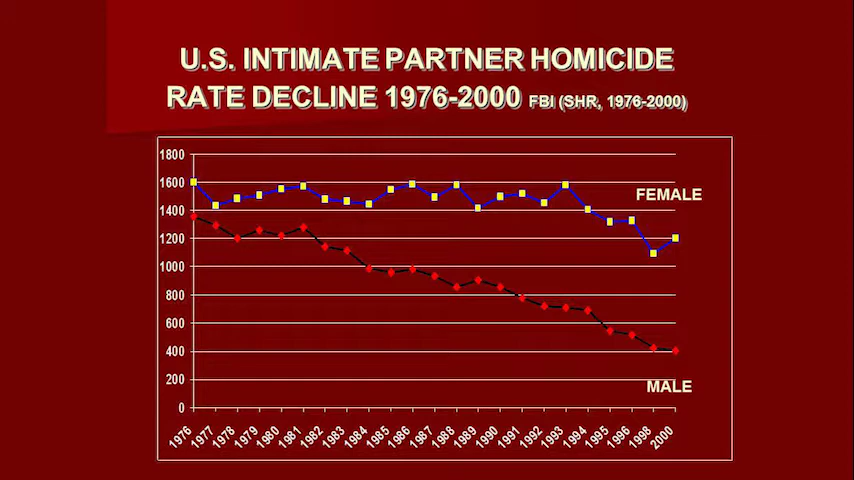 U.S. INTIMATE PARTNER HOMICIDE
RATE DECLINE 1976-2000 FBI (SHR, 1976-2000)
1800
1600
1400
1200
1000
800
600
400
200
0
FEMALE
MALE
1976 1977 1978 1979 1980 1981 1982 1983 1984 1985 1986 1987 1988 1989 1990 1991 1992 1993 1994 1995 1996 1998 2000